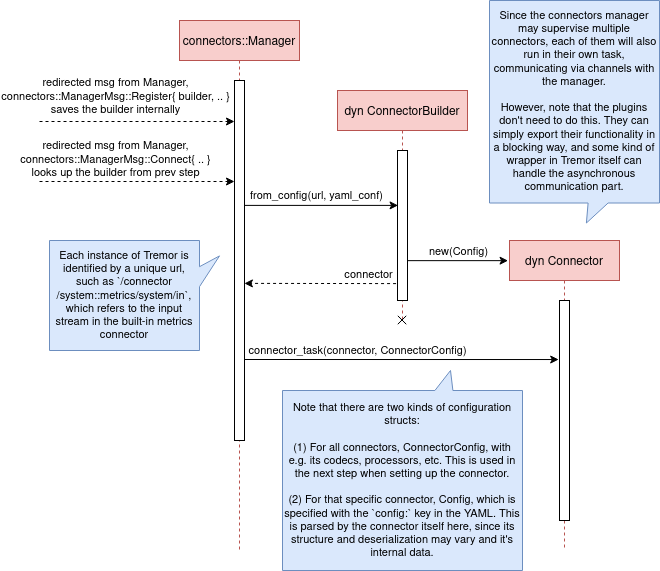 Since the connectors manager
may supervise multiple
connectors, each of them will also
run in their own task,
communicating via channels with
the manager.
However, note that the plugins
don't need to do this. They can
simply export their functionality in
a blocking way, and some kind of
wrapper in Tremor itself can
handle the asynchronous
communication part.
connectors::Manager
redirected msg from Manager,
connectors::ManagerMsg::Register{ builder, .. }
saves the builder internally
dyn ConnectorBuilder
redirected msg from Manager,
connectors::ManagerMsg::Connect{ .. }
looks up the builder from prev step
from_config(url, yaml_conf)
new(Config)
dyn Connector
Each instance of Tremor is
identified by a unique url,
such as `/connector
/system::metrics/system/in`,
which refers to the input
stream in the built-in metrics
connector
connector
connector_task(connector, ConnectorConfig)
Note that there are two kinds of configuration
structs:
(1) For all connectors, ConnectorConfig, with
e.g. its codecs, processors, etc. This is used in
the next step when setting up the connector.
(2) For that specific connector, Config, which is
specified with the `config:` key in the YAML. This
is parsed by the connector itself here, since its
structure and deserialization may vary and it's
internal data.